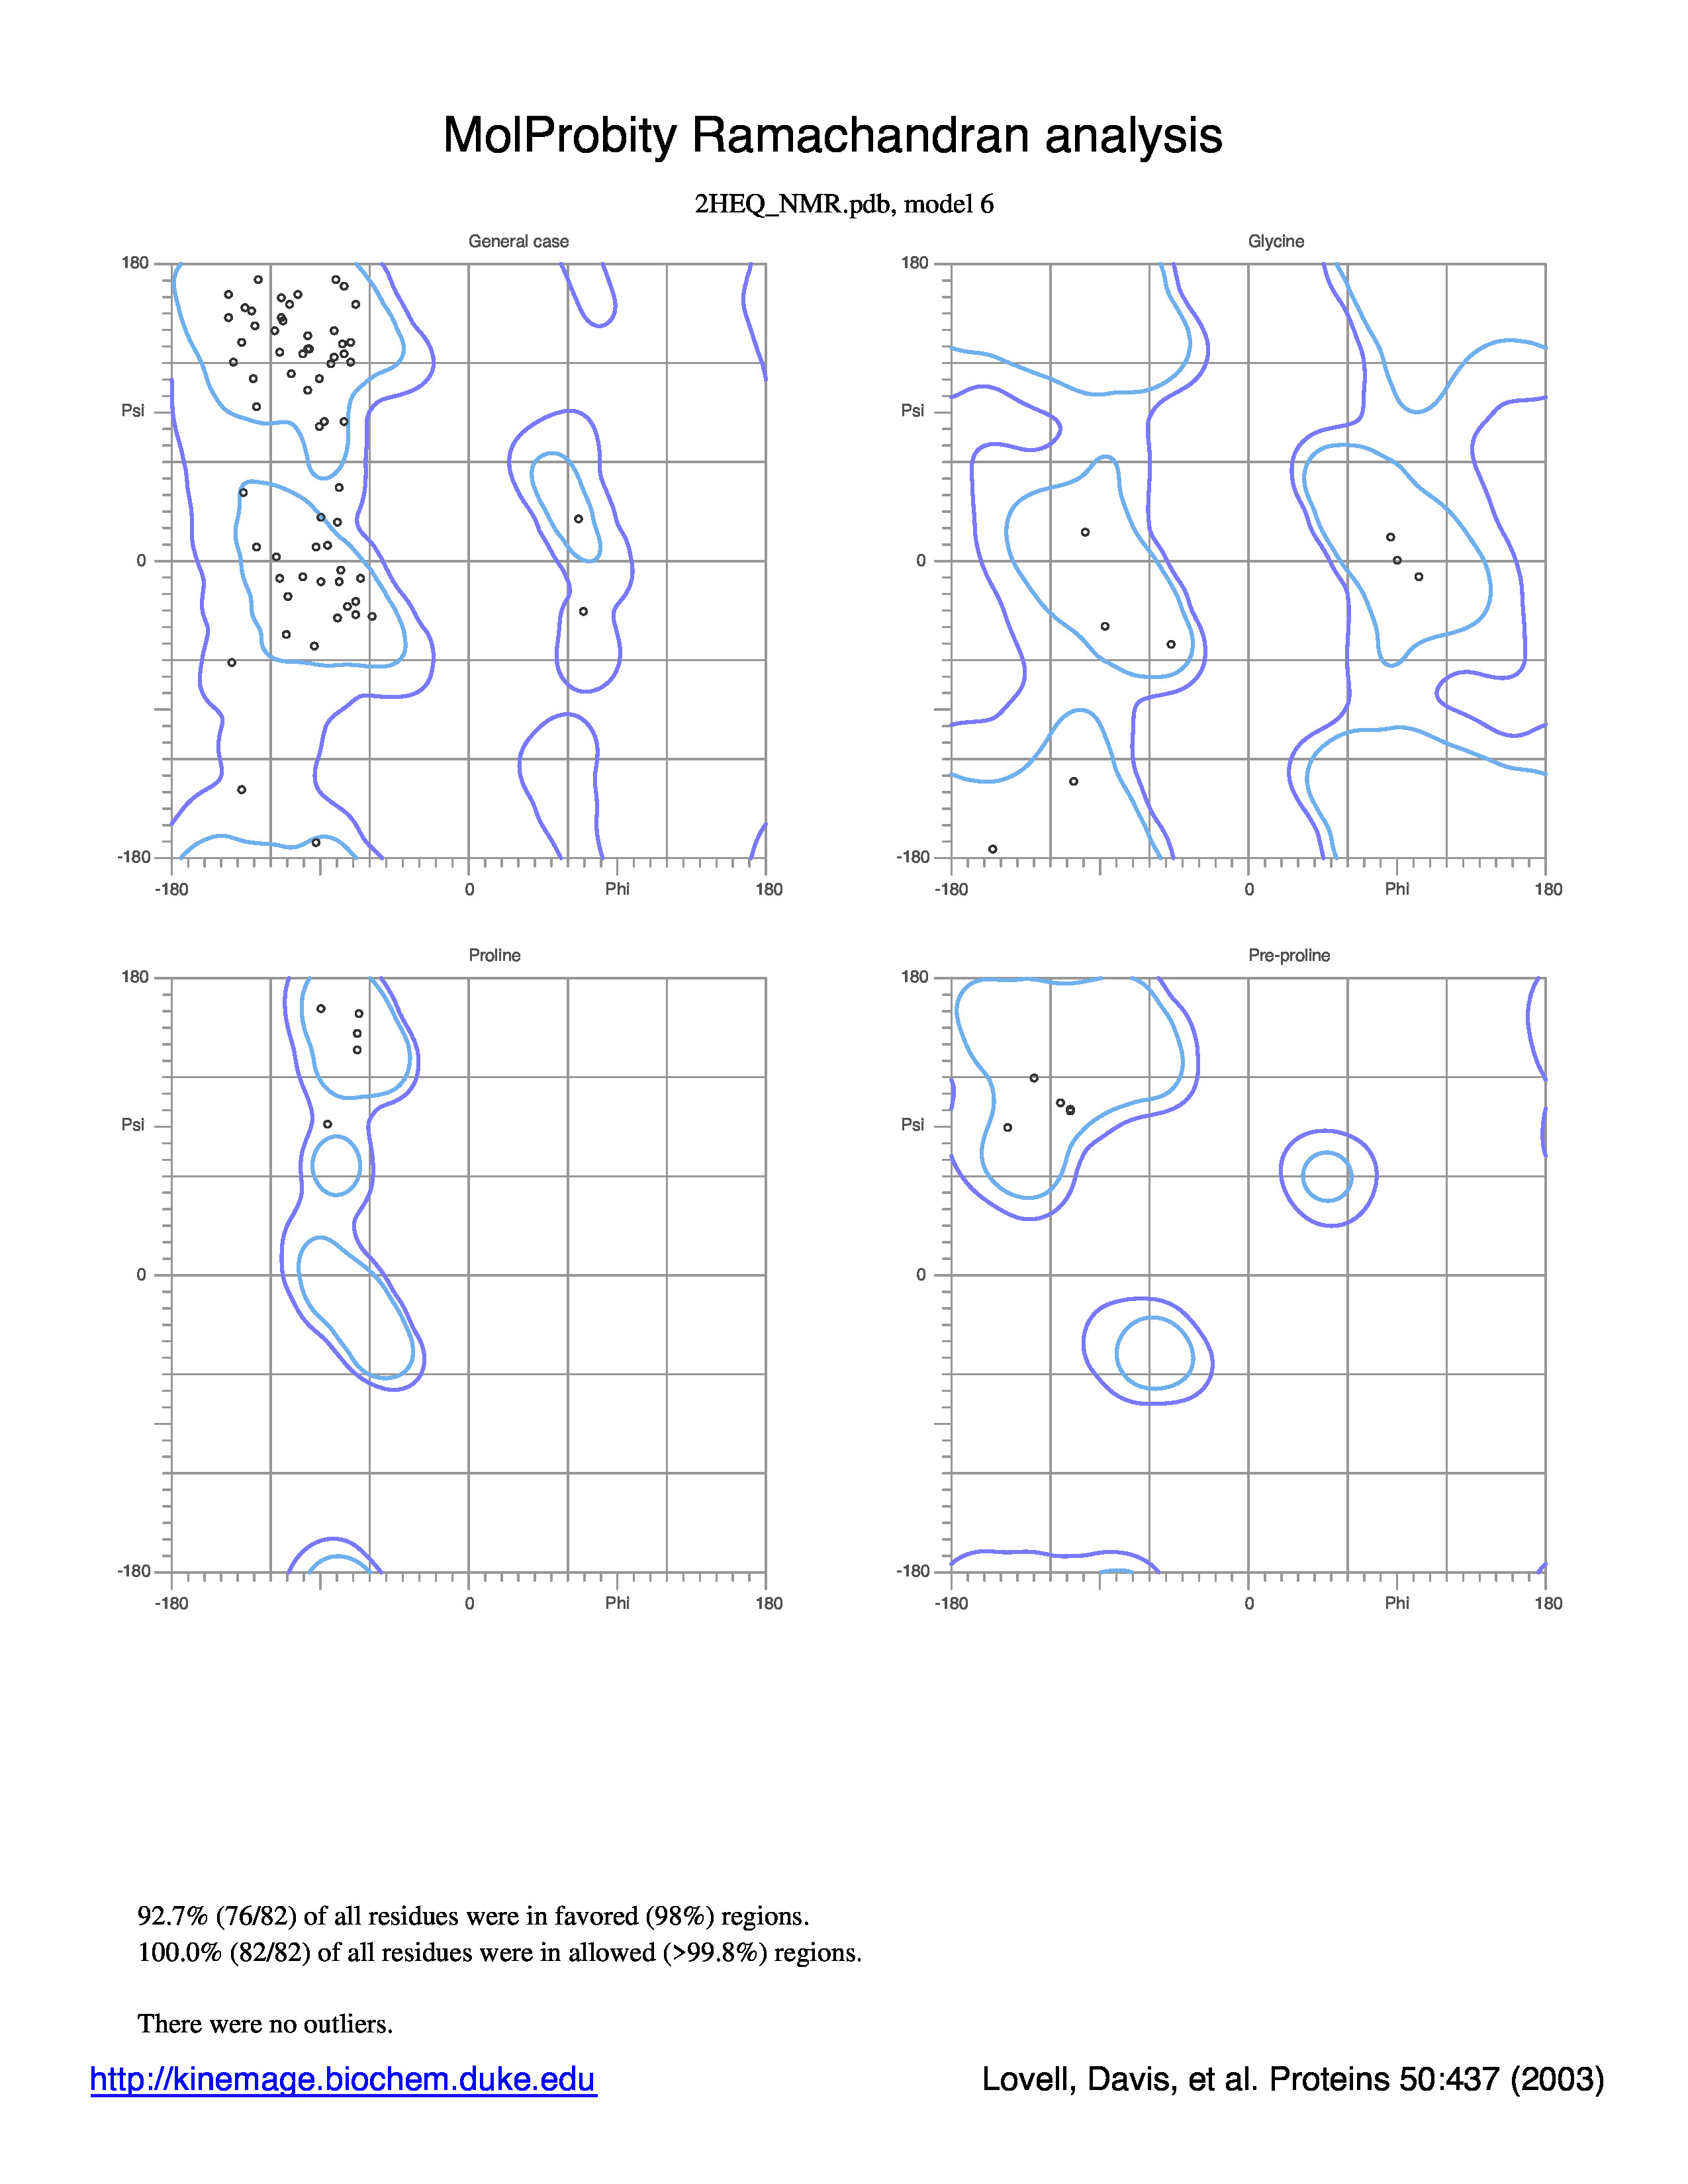 MolProbity Ramachandran analysis
2HEQ_NMR.pdb, model 6
General case
180
Psi
0
-180
-180
0
Phi
180
Glycine
180
Psi
0
-180
-180
0
Phi
180
Proline
180
Psi
0
-180
-180
0
Phi
180
Pre-proline
180
Psi
0
-180
-180
0
Phi
180
92.7% (76/82) of all residues were in favored (98%) regions.
100.0% (82/82) of all residues were in allowed (>99.8%) regions.
There were no outliers.
http://kinemage.biochem.duke.edu
Lovell, Davis, et al. Proteins 50:437 (2003)